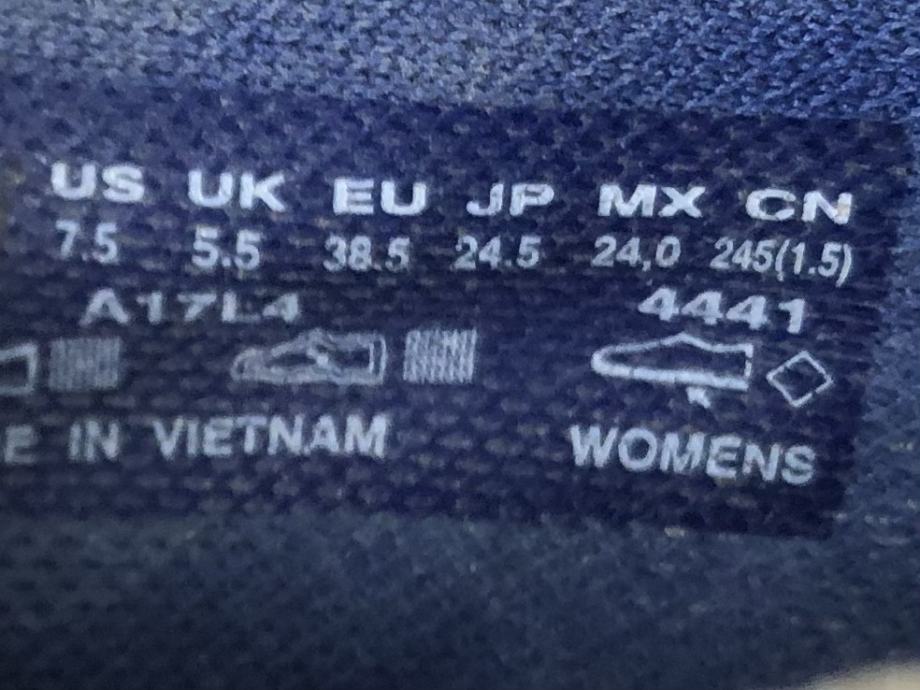 US UK EU JP MX CN
7.5 5.5 38.5 24.5 24,0 245(1.5)
A17L4 4441
E IN VIETNAM WOMENS